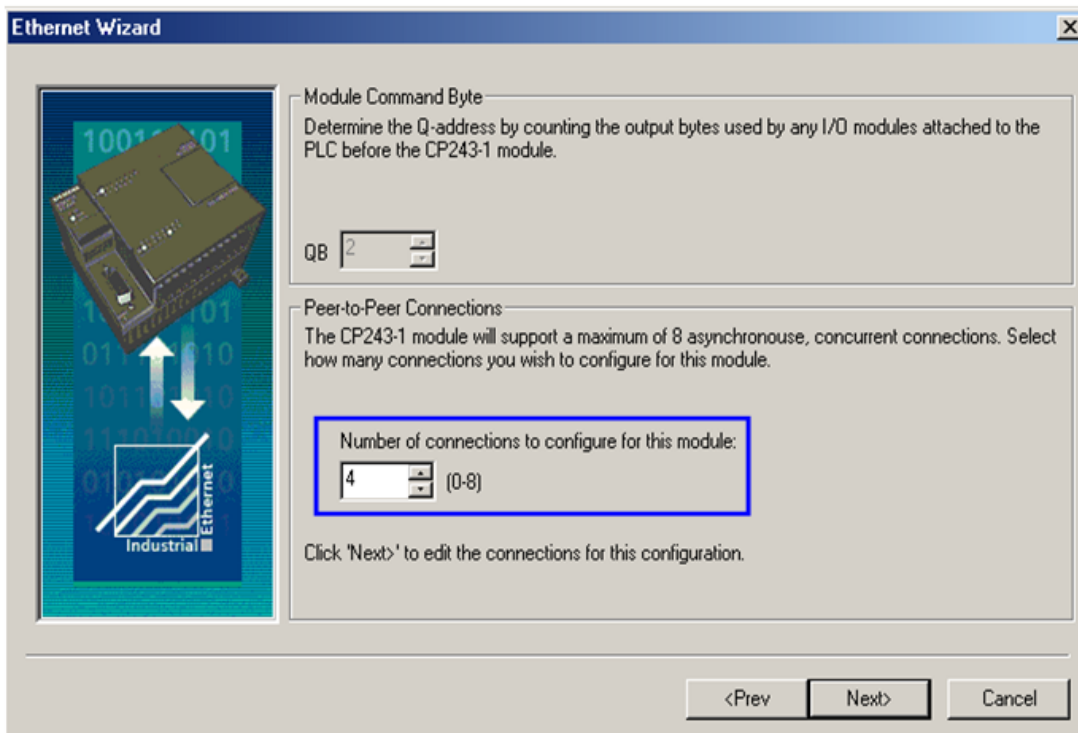 Ethernet Wizard
Module Command Byte
Determine the Q-address by counting the output bytes used by any I/O modules attached to the
PLC before the CP243-1 module.
QB 2
Peer-to-Peer Connections
The CP243-1 module will support a maximum of 8 asynchronouse, concurrent connections. Select
how many connections you wish to configure for this module.
Number of connections to configure for this module:
4 (0-8)
Click 'Next>' to edit the connections for this configuration.
Industrial
Ethernet
<Prev
Next>
Cancel